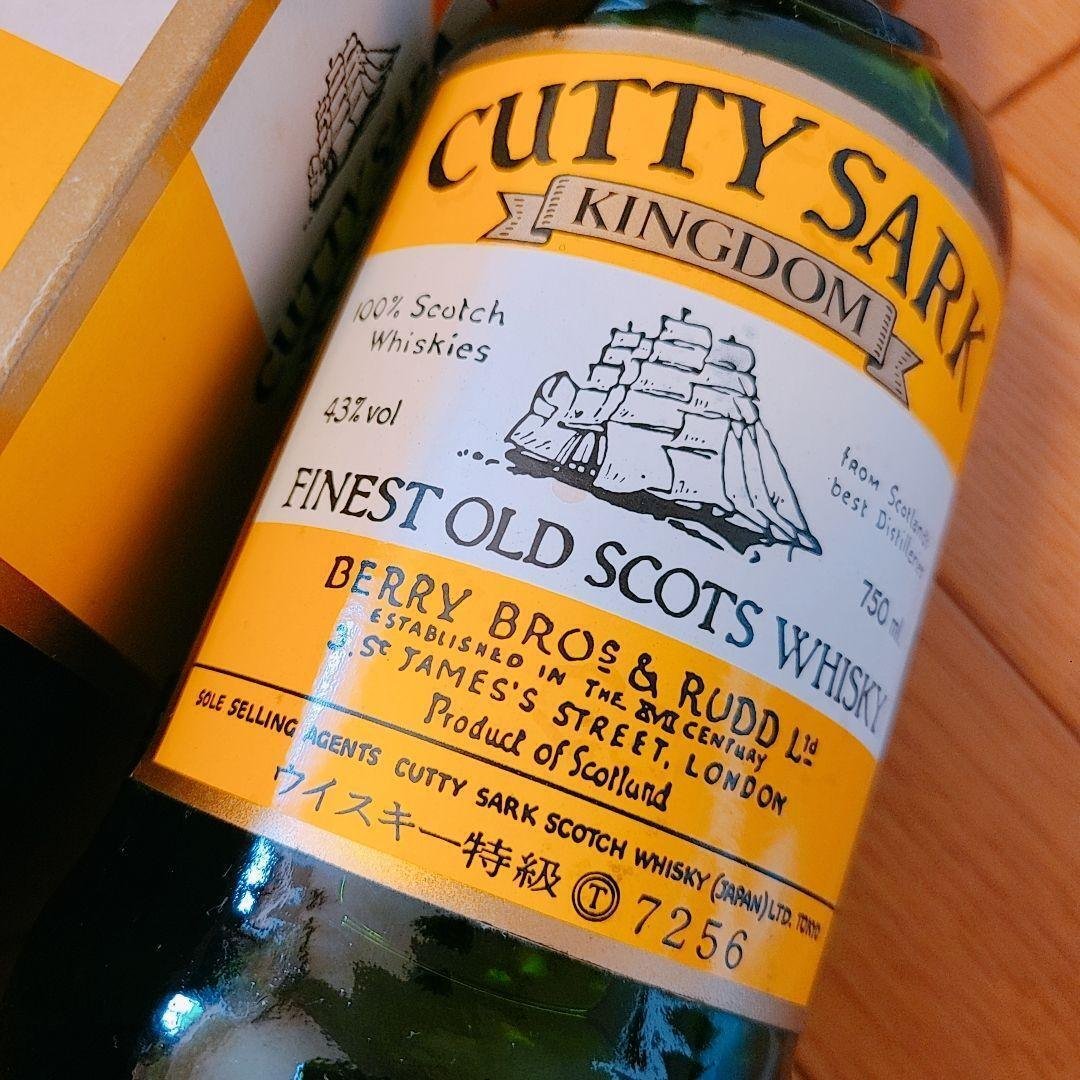 CUTTY SARK
KINGDOM
100% Scotch
Whiskies
43% vol
from Scotland's
best Distilleries
750 ml
FINEST OLD SCOTS WHISKY
BERRY BROS & RUDD LTD
ESTABLISHED IN THE XVII CENTURY
3, ST JAMES'S STREET, LONDON
Product of Scotland
SOLE SELLING AGENTS CUTTY SARK SCOTCH WHISKY (JAPAN) LTD. TOKYO
ウイスキー特級 Ⓣ 7256
CUTTY SARK